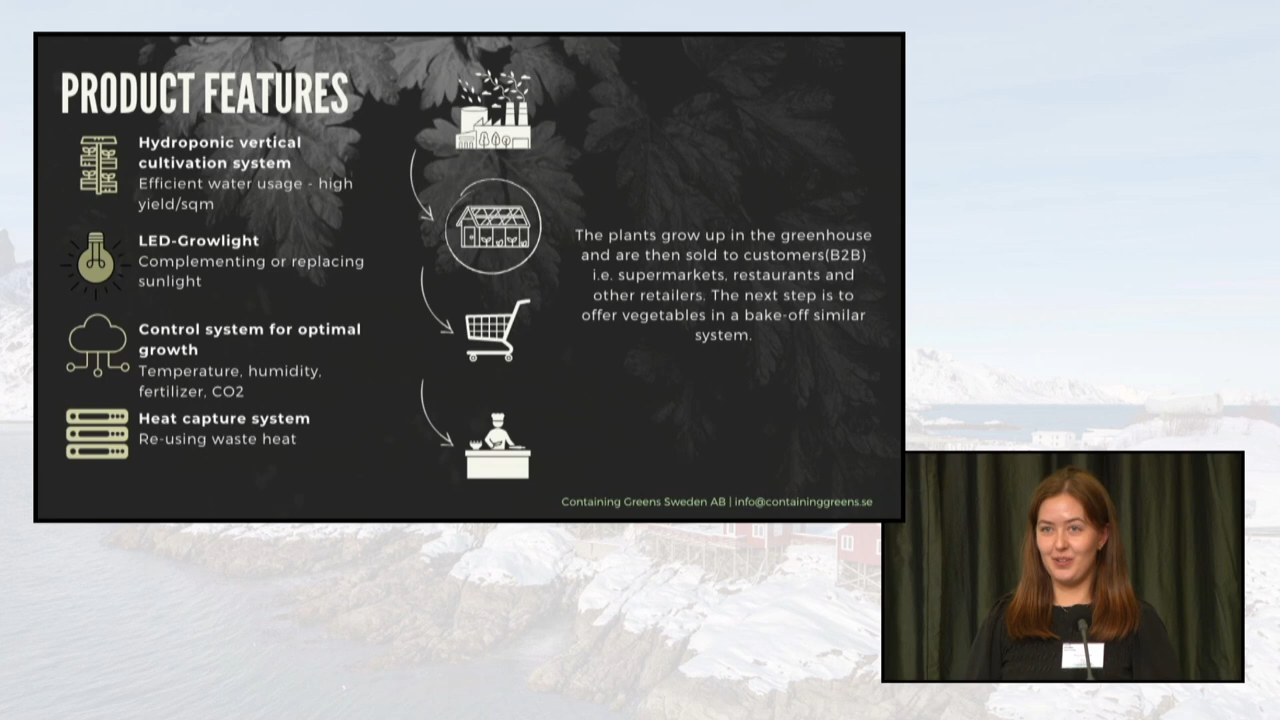 PRODUCT FEATURES
Hydroponic vertical
cultivation system
Efficient water usage - high
yield/sqm
LED-Growlight
Complementing or replacing
sunlight
Control system for optimal
growth
Temperature, humidity,
fertilizer, CO2
Heat capture system
Re-using waste heat
The plants grow up in the greenhouse
and are then sold to customers(B2B)
i.e. supermarkets, restaurants and
other retailers. The next step is to
offer vegetables in a bake-off similar
system.
Containing Greens Sweden AB | info@containinggreens.se